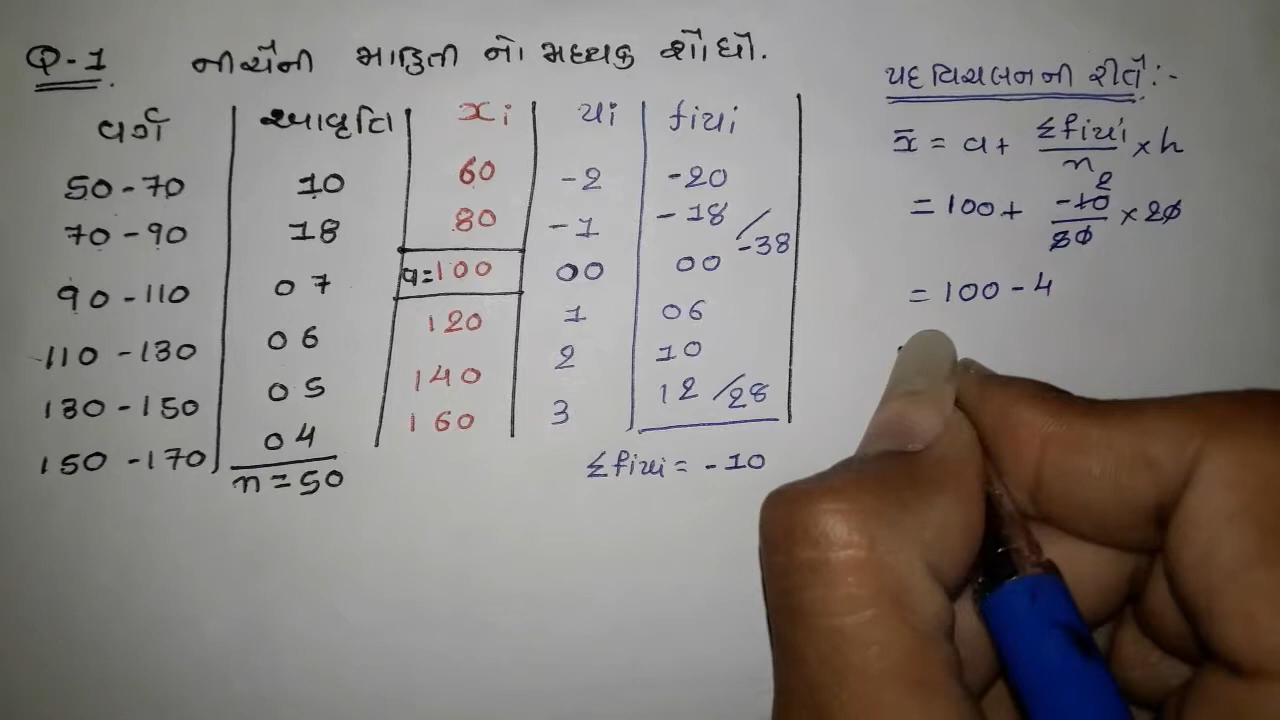 Q-1. નીચેની માહિતી નો મધ્યક શોધો.
વર્ગ આવૃતિ xi ui fiui
50-70 10 60 -2 -20
70-90 18 80 -1 -18 / -38
90-110 07 a=100 00 00
110-130 06 120 1 06
130-150 05 140 2 10
150-170 04 160 3 12 /28
n=50 Σfiui = -10
પદ વિચલનની રીતે:-
x̄ = a + Σfiui/n × h
= 100 + -10/50 × 20
2
= 100 - 4